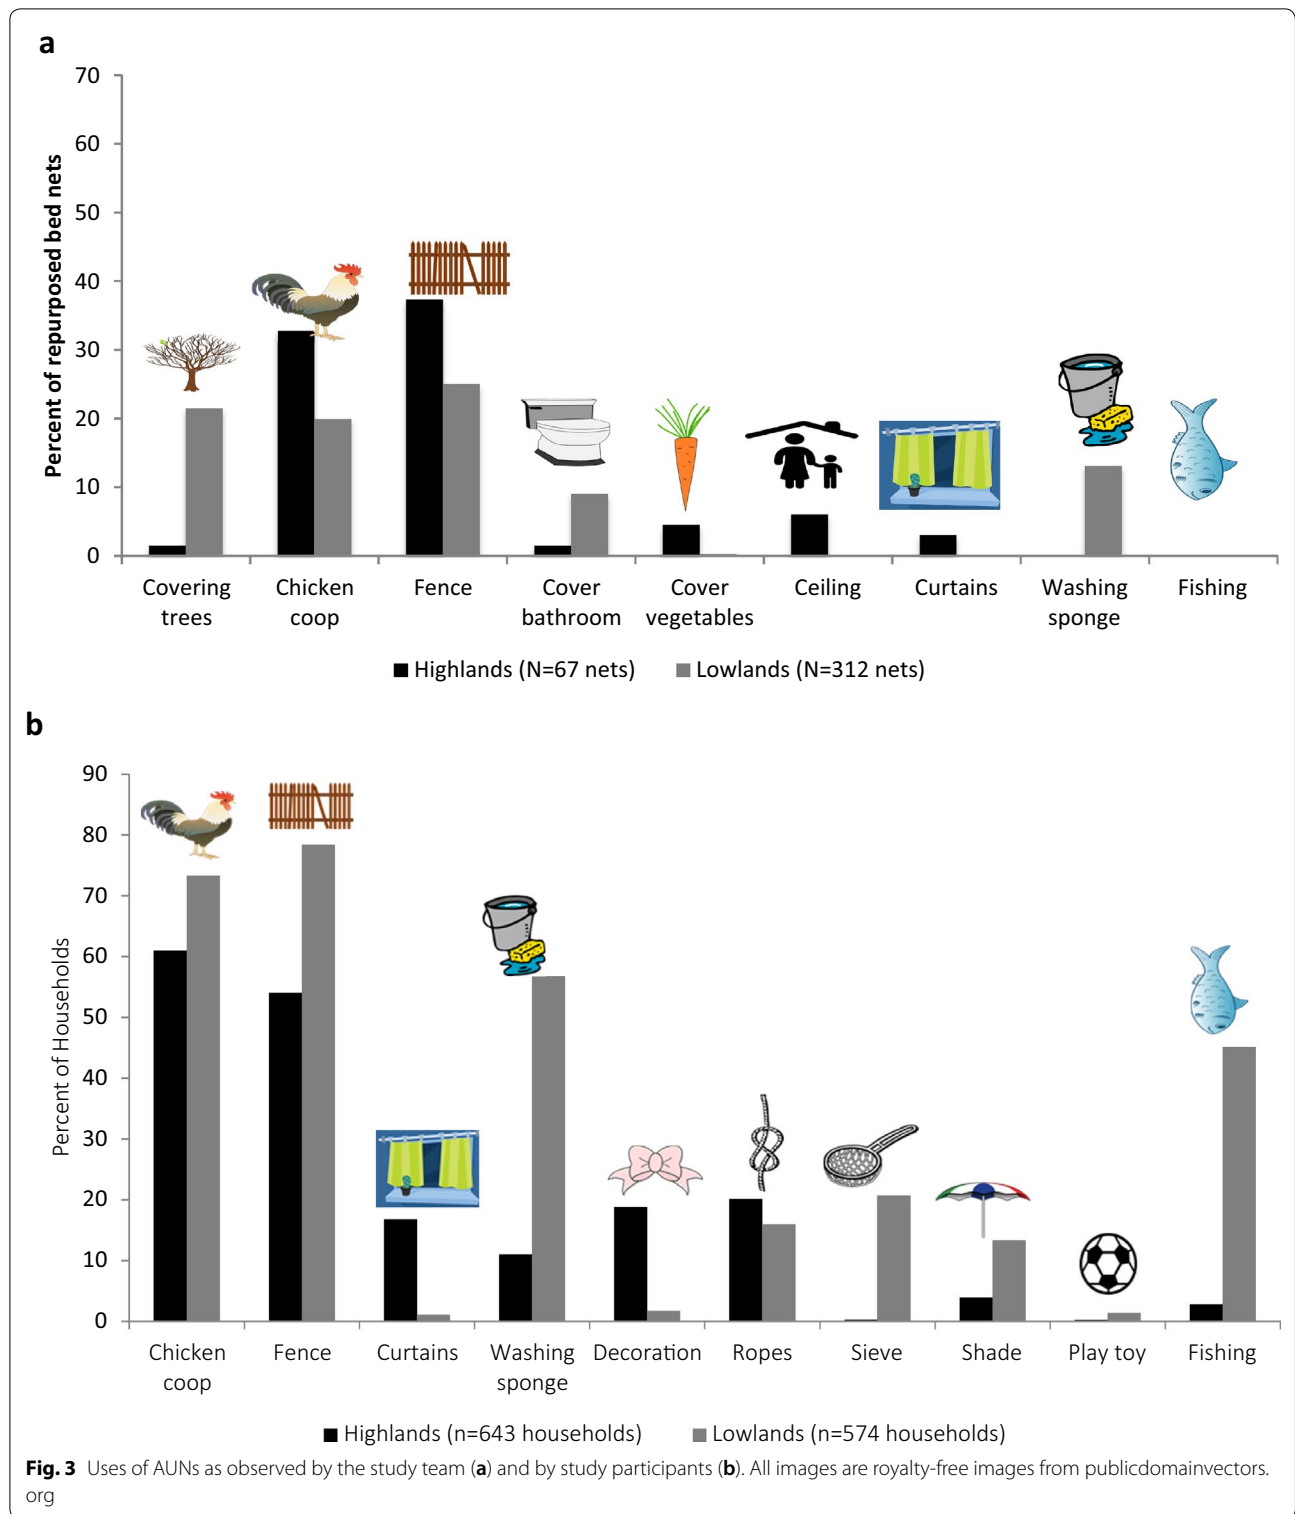 a
70
60
50
40
30
20
10
0
Percent of repurposed bed nets
Covering trees
Chicken coop
Fence
Cover bathroom
Cover vegetables
Ceiling
Curtains
Washing sponge
Fishing
Highlands (N=67 nets)
Lowlands (N=312 nets)
b
90
80
70
60
50
40
30
20
10
0
Percent of Households
Chicken coop
Fence
Curtains
Washing sponge
Decoration
Ropes
Sieve
Shade
Play toy
Fishing
Highlands (n=643 households)
Lowlands (n=574 households)
Fig. 3 Uses of AUNs as observed by the study team (a) and by study participants (b). All images are royalty-free images from publicdomainvectors.
org